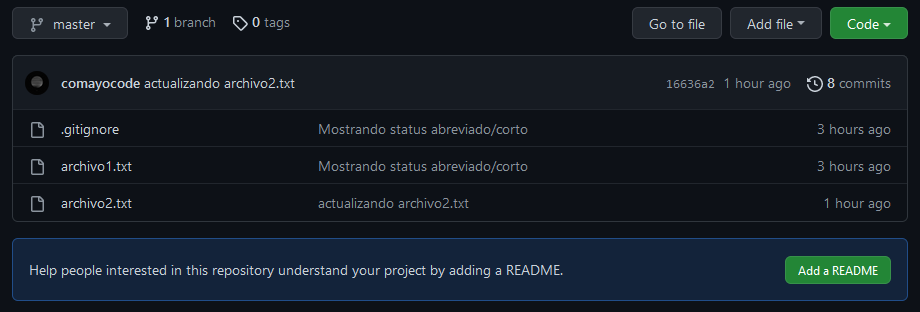 master 1 branch 0 tags Go to file Add file Code
comayocode actualizando archivo2.txt 16636a2 1 hour ago 8 commits
.gitignore Mostrando status abreviado/corto 3 hours ago
archivo1.txt Mostrando status abreviado/corto 3 hours ago
archivo2.txt actualizando archivo2.txt 1 hour ago
Help people interested in this repository understand your project by adding a README. Add a README